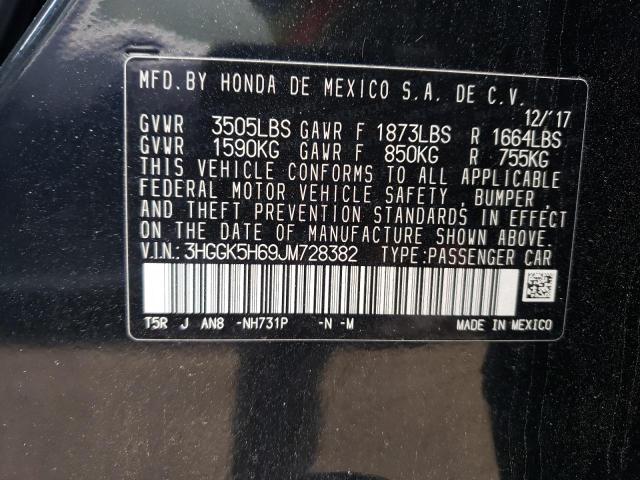 MFD. BY HONDA DE MEXICO S.A. DE C.V.
12/'17
GVWR 3505LBS GAWR F 1873LBS R 1664LBS
GVWR 1590KG GAWR F 850KG R 755KG
THIS VEHICLE CONFORMS TO ALL APPLICABLE
FEDERAL MOTOR VEHICLE SAFETY, BUMPER,
AND THEFT PREVENTION STANDARDS IN EFFECT
ON THE DATE OF MANUFACTURE SHOWN ABOVE.
V.I.N.: 3HGGK5H69JM728382 TYPE:PASSENGER CAR
T5R J AN8 -NH731P -N -M MADE IN MEXICO